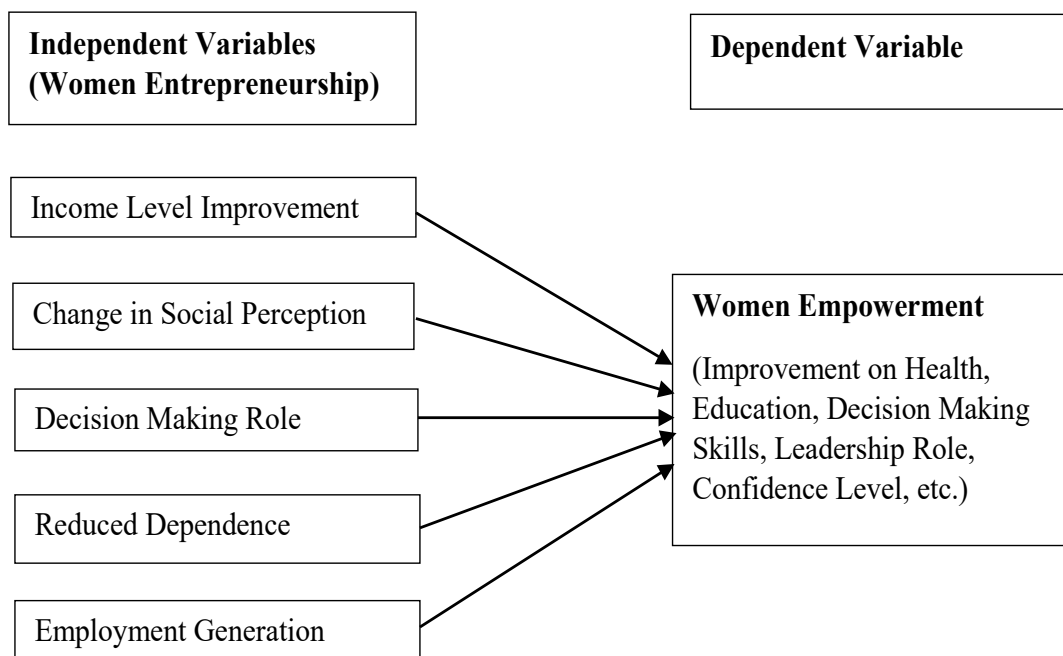 Independent Variables
(Women Entrepreneurship)
Dependent Variable
Income Level Improvement
Change in Social Perception
Decision Making Role
Reduced Dependence
Employment Generation
Women Empowerment
(Improvement on Health,
Education, Decision Making
Skills, Leadership Role,
Confidence Level, etc.)